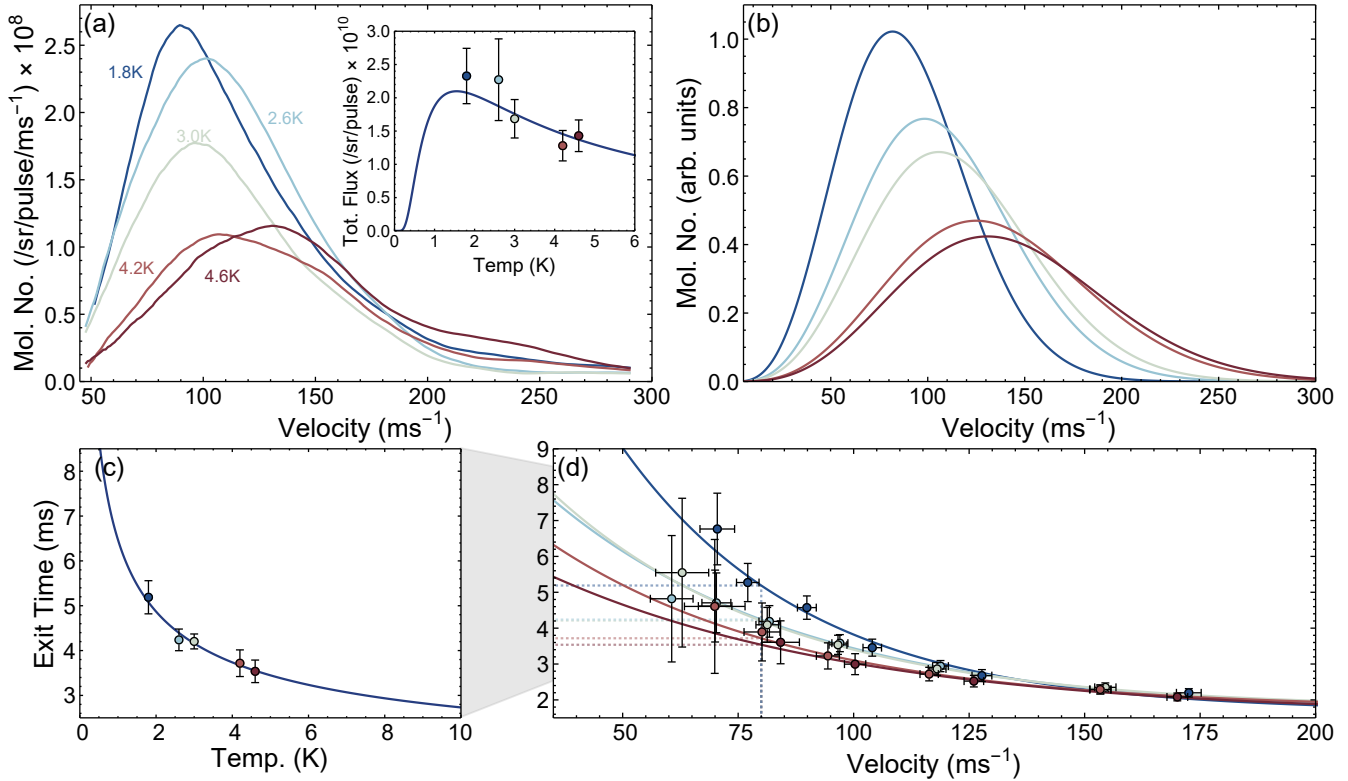 (a)
Mol. No. (/sr/pulse/ms⁻¹) × 10⁸
2.5
2.0
1.5
1.0
0.5
0.0
1.8K
2.6K
3.0K
4.2K
4.6K
50 100 150 200 250 300
Velocity (ms⁻¹)
Tot. Flux (/sr/pulse) × 10¹⁰
3.0
2.5
2.0
1.5
1.0
0.5
0.0
0 1 2 3 4 5 6
Temp (K)
(b)
Mol. No. (arb. units)
1.0
0.8
0.6
0.4
0.2
0.0
50 100 150 200 250 300
Velocity (ms⁻¹)
(c)
Exit Time (ms)
8
7
6
5
4
3
0 2 4 6 8 10
Temp. (K)
(d)
9
8
7
6
5
4
3
2
50 75 100 125 150 175 200
Velocity (ms⁻¹)